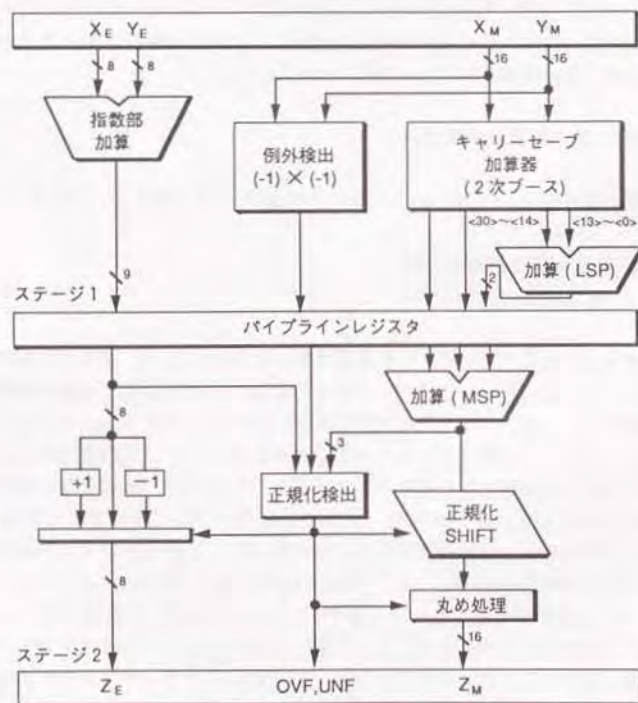 X_E Y_E X_M Y_M
8 8 16 16
指数部
加算
例外検出
(-1) X (-1)
キャリーセーブ
加算器
(2次ブース)
<30>~<14> <13>~<0>
加算 (LSP)
2
9
ステージ1
パイプラインレジスタ
加算 (MSP)
8
3
+1 −1
正規化検出
正規化
SHIFT
丸め処理
8
16
ステージ2
Z_E OVF,UNF Z_M